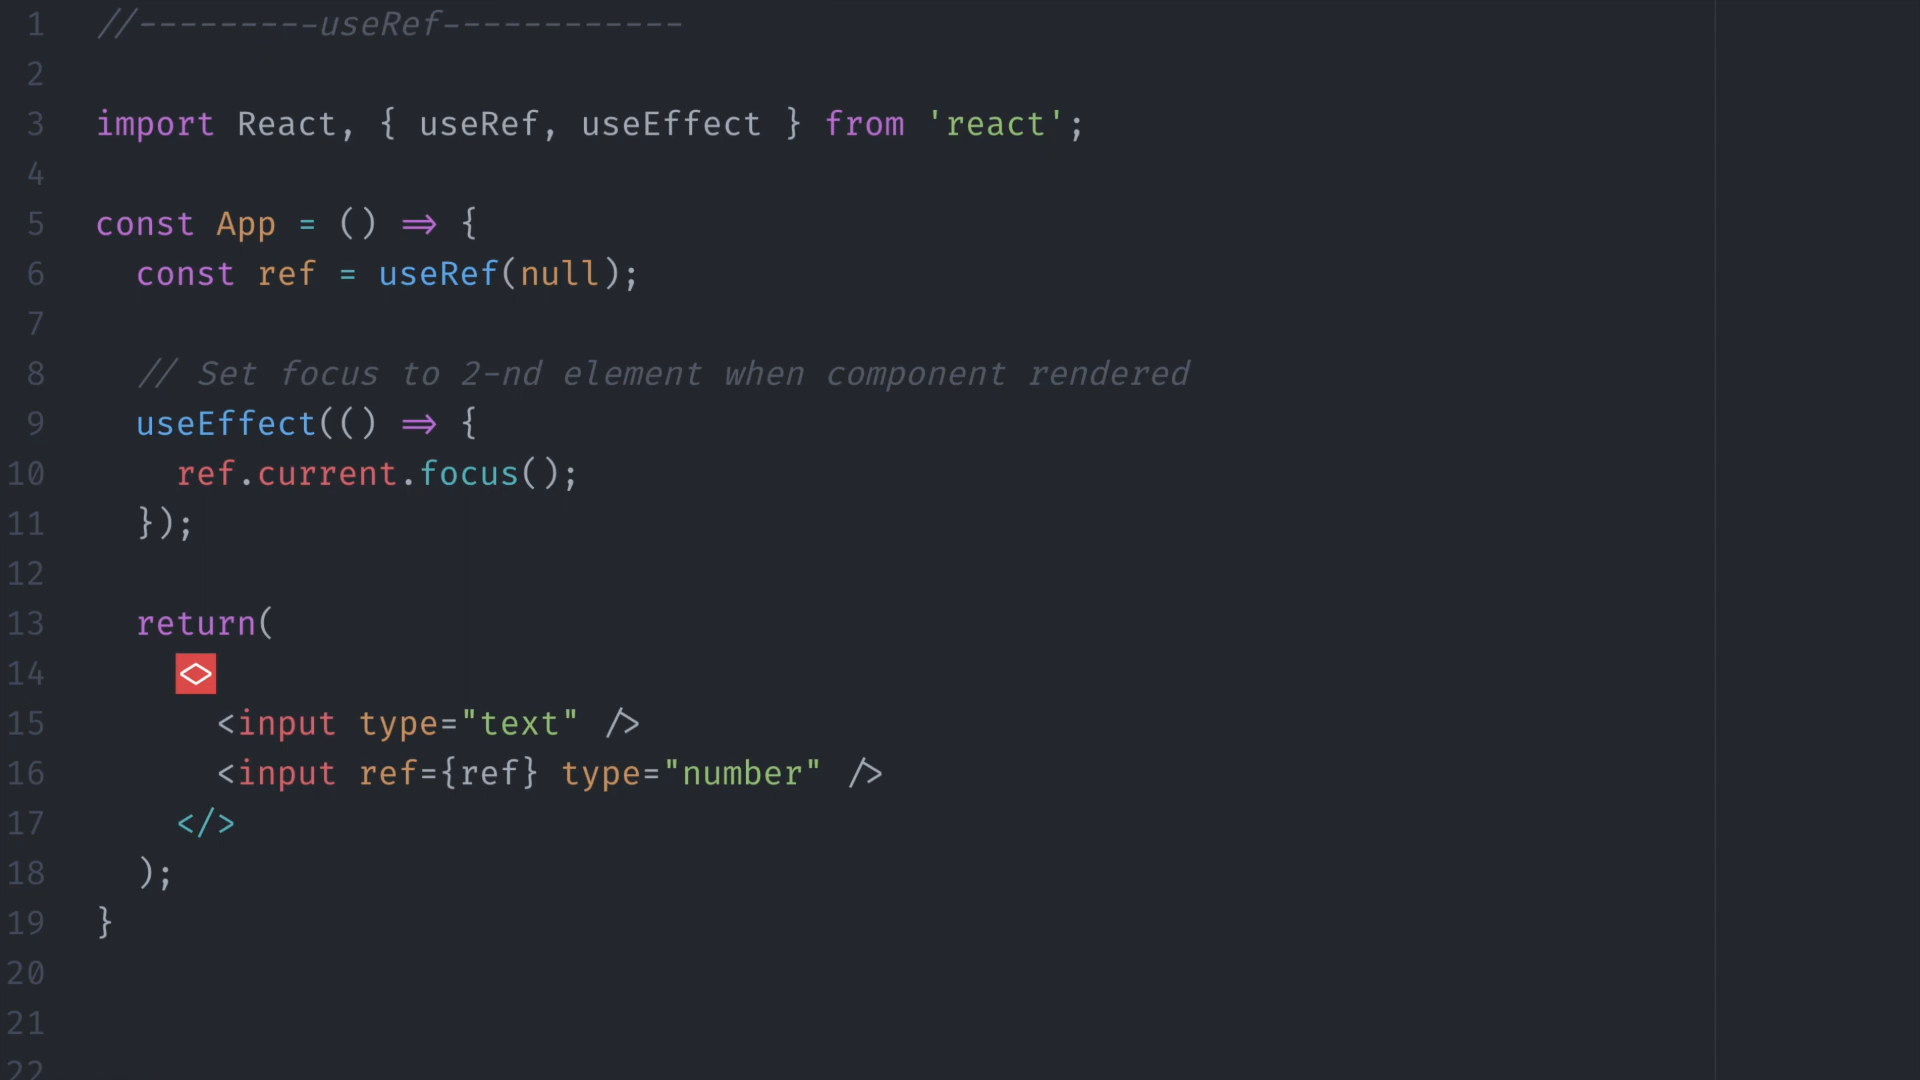 1 //---------useRef------------
2
3 import React, { useRef, useEffect } from 'react';
4
5 const App = () => {
6 const ref = useRef(null);
7
8 // Set focus to 2-nd element when component rendered
9 useEffect(() => {
10 ref.current.focus();
11 });
12
13 return(
14 <>
15 <input type="text" />
16 <input ref={ref} type="number" />
17 </>
18 );
19 }
20
21
22